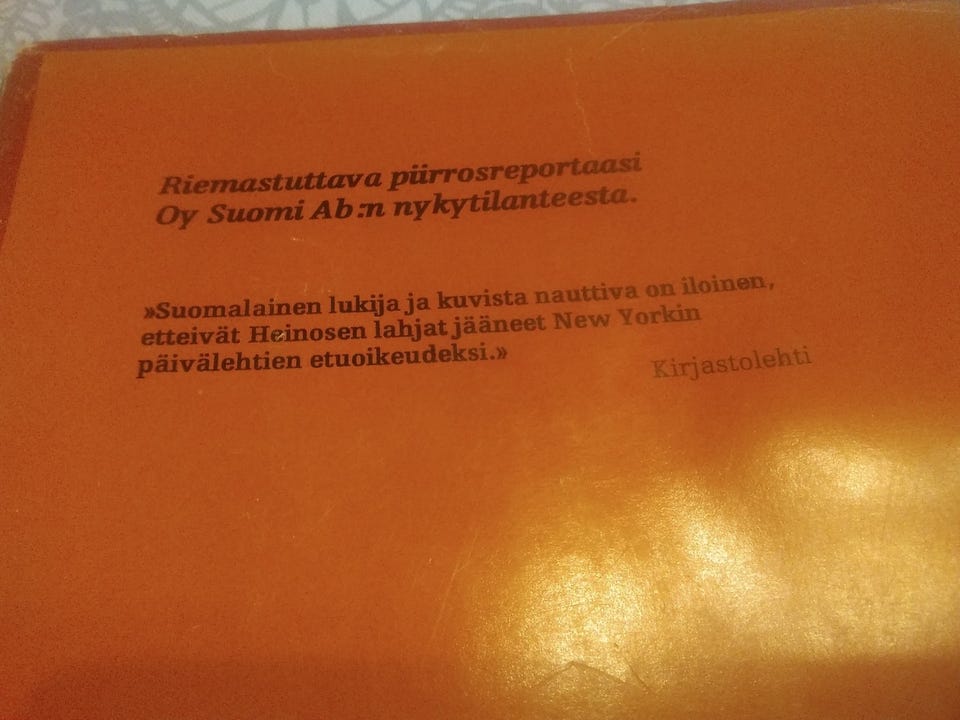 Riemastuttava piirrosreportaasi
Oy Suomi Ab:n nykytilanteesta.
»Suomalainen lukija ja kuvista nauttiva on iloinen,
etteivät Heinosen lahjat jääneet New Yorkin
päivälehtien etuoikeudeksi.»
Kirjastolehti